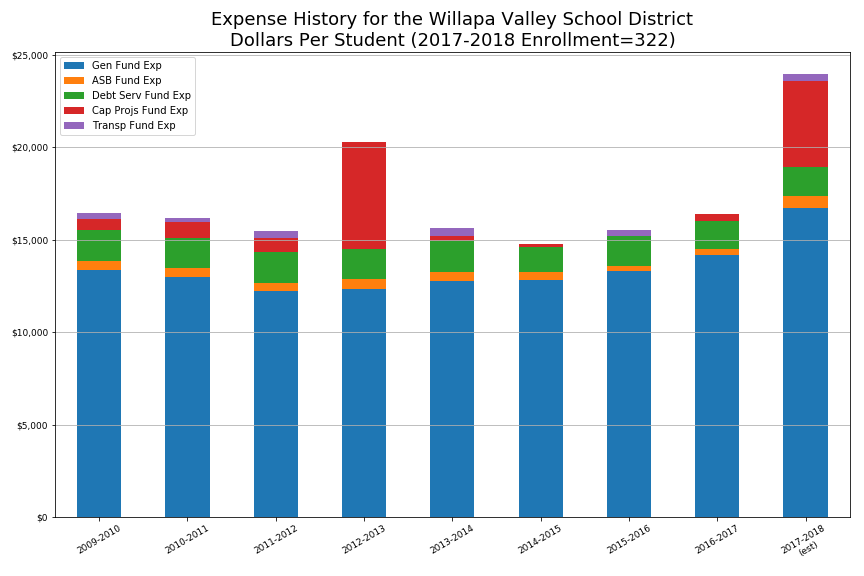 Expense History for the Willapa Valley School District
Dollars Per Student (2017-2018 Enrollment=322)
$25,000
$20,000
$15,000
$10,000
$5,000
$0
Gen Fund Exp
ASB Fund Exp
Debt Serv Fund Exp
Cap Projs Fund Exp
Transp Fund Exp
2009-2010
2010-2011
2011-2012
2012-2013
2013-2014
2014-2015
2015-2016
2016-2017
2017-2018
(est)